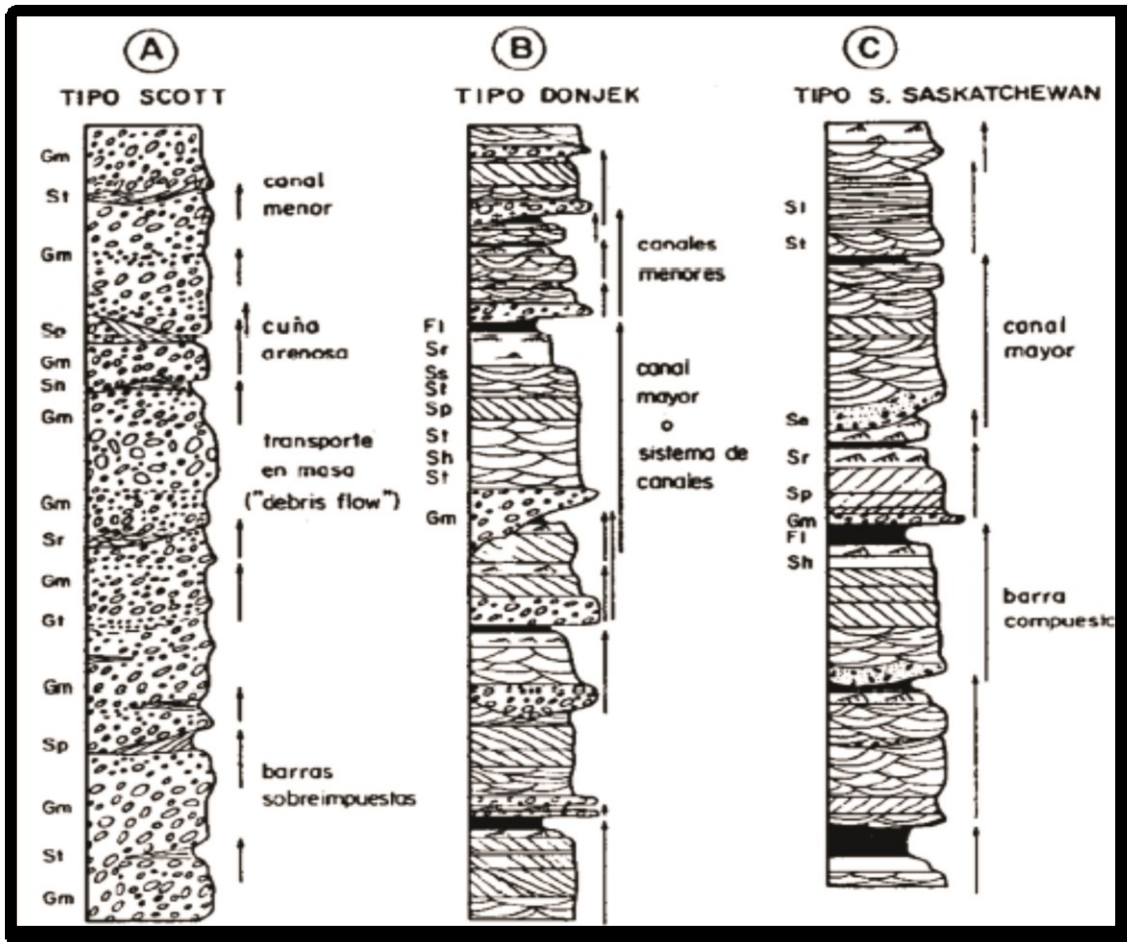 A
TIPO SCOTT
Gm
St
Gm
Sp
Gm
Sh
Gm
Gm
Sr
Gm
Gt
Gm
Sp
Gm
St
Gm
canal
menor
cuña
arenosa
transporte
en masa
("debris flow")
barras
sobreimpuestas
B
TIPO DONJEK
Fl
Sr
Ss
St
Sp
St
Sh
St
Gm
canales
menores
canal
mayor
o
sistema de
canales
C
TIPO S. SASKATCHEWAN
Sl
St
Se
Sr
Sp
Gm
Fl
Sh
canal
mayor
barra
compuesta